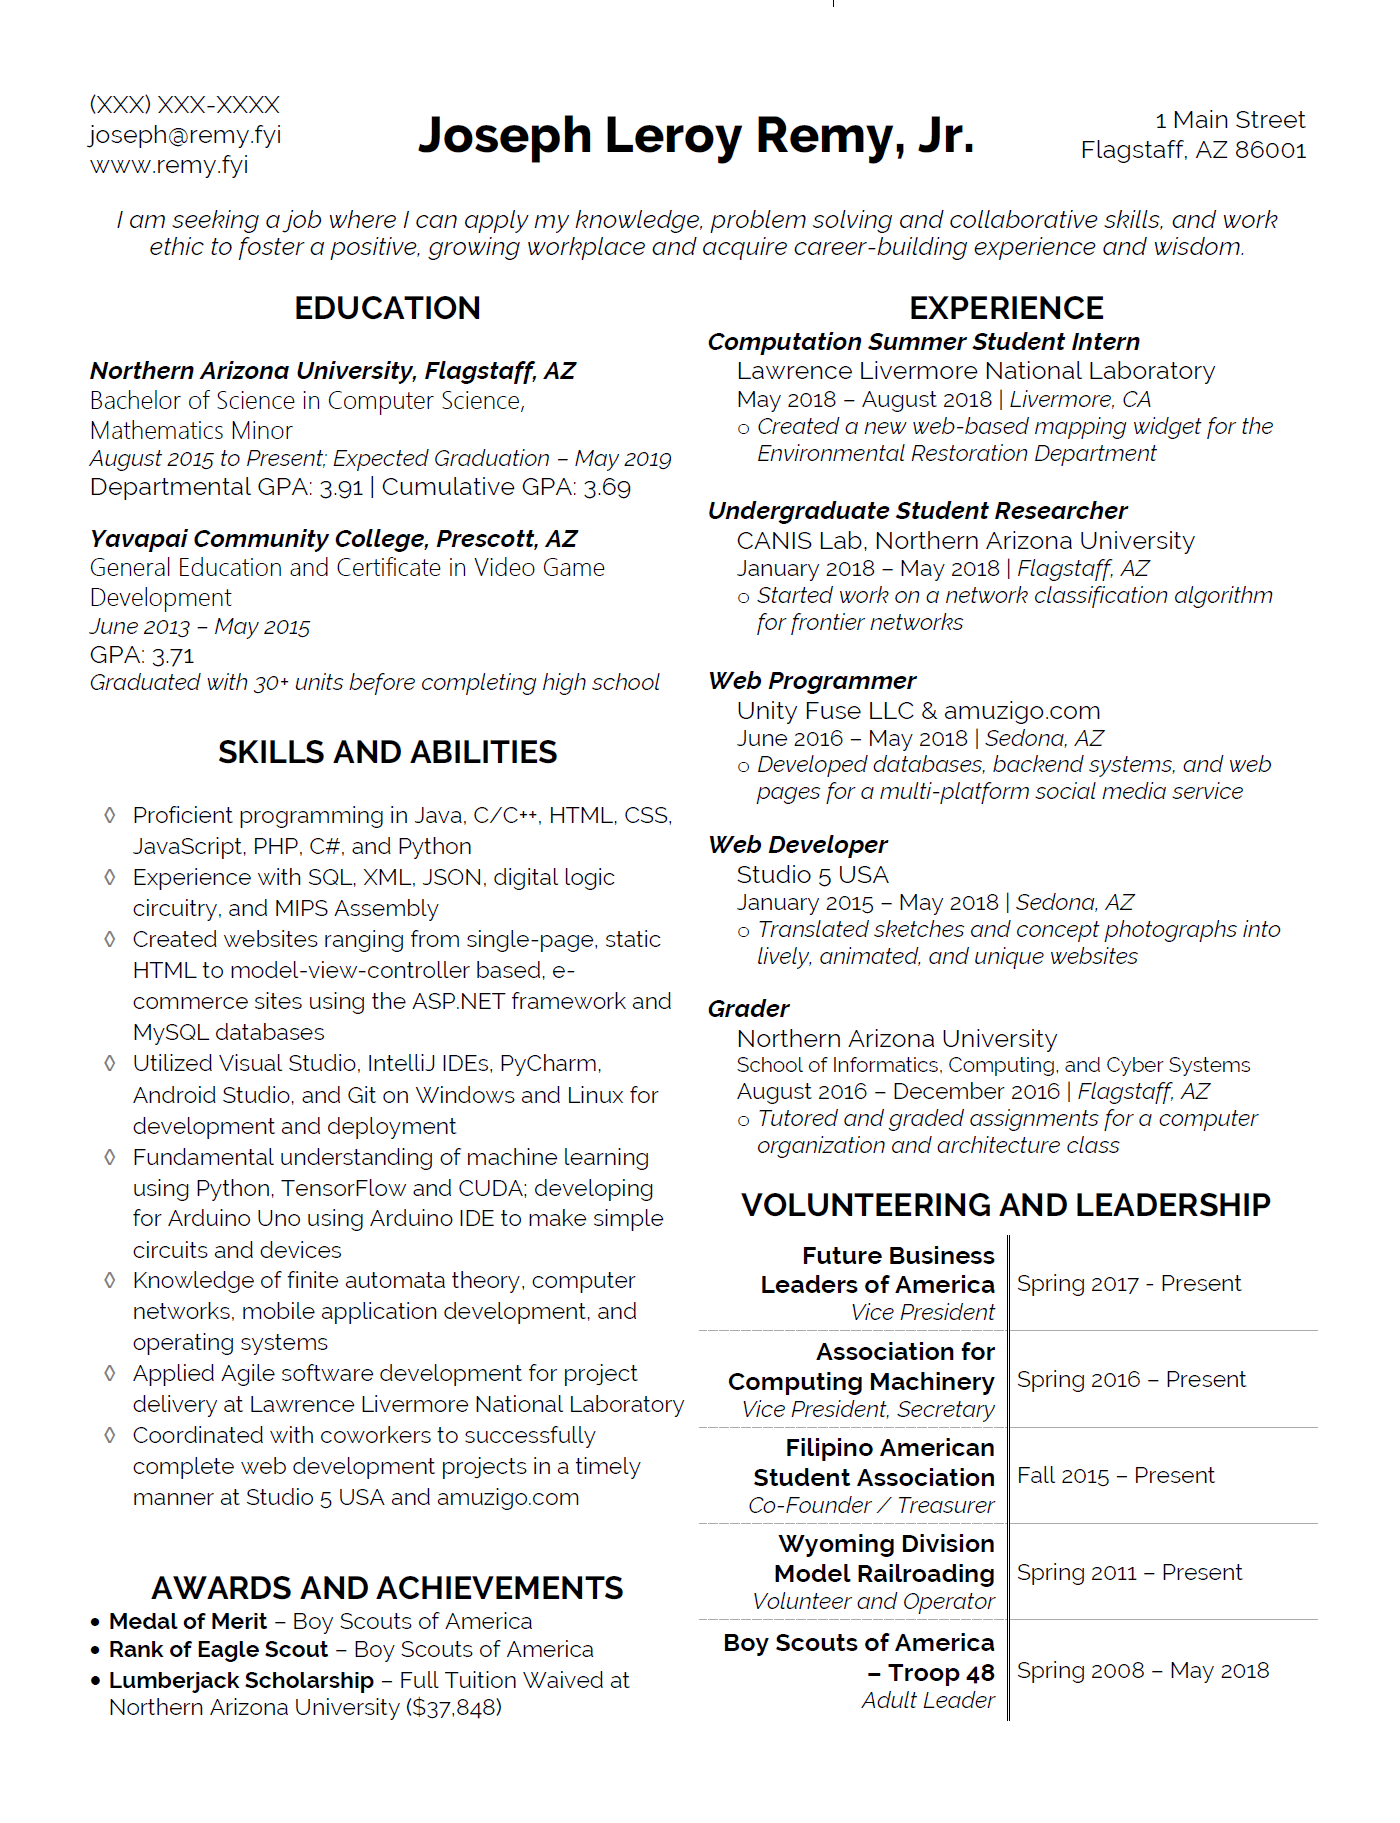 (XXX) XXX-XXXX
joseph@remy.fyi
www.remy.fyi
Joseph Leroy Remy, Jr.
1 Main Street
Flagstaff, AZ 86001
I am seeking a job where I can apply my knowledge, problem solving and collaborative skills, and work
ethic to foster a positive, growing workplace and acquire career-building experience and wisdom.
EDUCATION
Northern Arizona University, Flagstaff, AZ
Bachelor of Science in Computer Science,
Mathematics Minor
August 2015 to Present; Expected Graduation – May 2019
Departmental GPA: 3.91 | Cumulative GPA: 3.69
Yavapai Community College, Prescott, AZ
General Education and Certificate in Video Game
Development
June 2013 – May 2015
GPA: 3.71
Graduated with 30+ units before completing high school
SKILLS AND ABILITIES
◊ Proficient programming in Java, C/C++, HTML, CSS,
JavaScript, PHP, C#, and Python
◊ Experience with SQL, XML, JSON, digital logic
circuitry, and MIPS Assembly
◊ Created websites ranging from single-page, static
HTML to model-view-controller based, e-
commerce sites using the ASP.NET framework and
MySQL databases
◊ Utilized Visual Studio, IntelliJ IDEs, PyCharm,
Android Studio, and Git on Windows and Linux for
development and deployment
◊ Fundamental understanding of machine learning
using Python, TensorFlow and CUDA; developing
for Arduino Uno using Arduino IDE to make simple
circuits and devices
◊ Knowledge of finite automata theory, computer
networks, mobile application development, and
operating systems
◊ Applied Agile software development for project
delivery at Lawrence Livermore National Laboratory
◊ Coordinated with coworkers to successfully
complete web development projects in a timely
manner at Studio 5 USA and amuzigo.com
AWARDS AND ACHIEVEMENTS
• Medal of Merit – Boy Scouts of America
• Rank of Eagle Scout – Boy Scouts of America
• Lumberjack Scholarship – Full Tuition Waived at
Northern Arizona University ($37,848)
EXPERIENCE
Computation Summer Student Intern
Lawrence Livermore National Laboratory
May 2018 – August 2018 | Livermore, CA
o Created a new web-based mapping widget for the
Environmental Restoration Department
Undergraduate Student Researcher
CANIS Lab, Northern Arizona University
January 2018 – May 2018 | Flagstaff, AZ
o Started work on a network classification algorithm
for frontier networks
Web Programmer
Unity Fuse LLC & amuzigo.com
June 2016 – May 2018 | Sedona, AZ
o Developed databases, backend systems, and web
pages for a multi-platform social media service
Web Developer
Studio 5 USA
January 2015 – May 2018 | Sedona, AZ
o Translated sketches and concept photographs into
lively, animated, and unique websites
Grader
Northern Arizona University
School of Informatics, Computing, and Cyber Systems
August 2016 – December 2016 | Flagstaff, AZ
o Tutored and graded assignments for a computer
organization and architecture class
VOLUNTEERING AND LEADERSHIP
Future Business
Leaders of America
Vice President
Spring 2017 - Present
Association for
Computing Machinery
Vice President, Secretary
Spring 2016 – Present
Filipino American
Student Association
Co-Founder / Treasurer
Fall 2015 – Present
Wyoming Division
Model Railroading
Volunteer and Operator
Spring 2011 – Present
Boy Scouts of America
– Troop 48
Adult Leader
Spring 2008 – May 2018